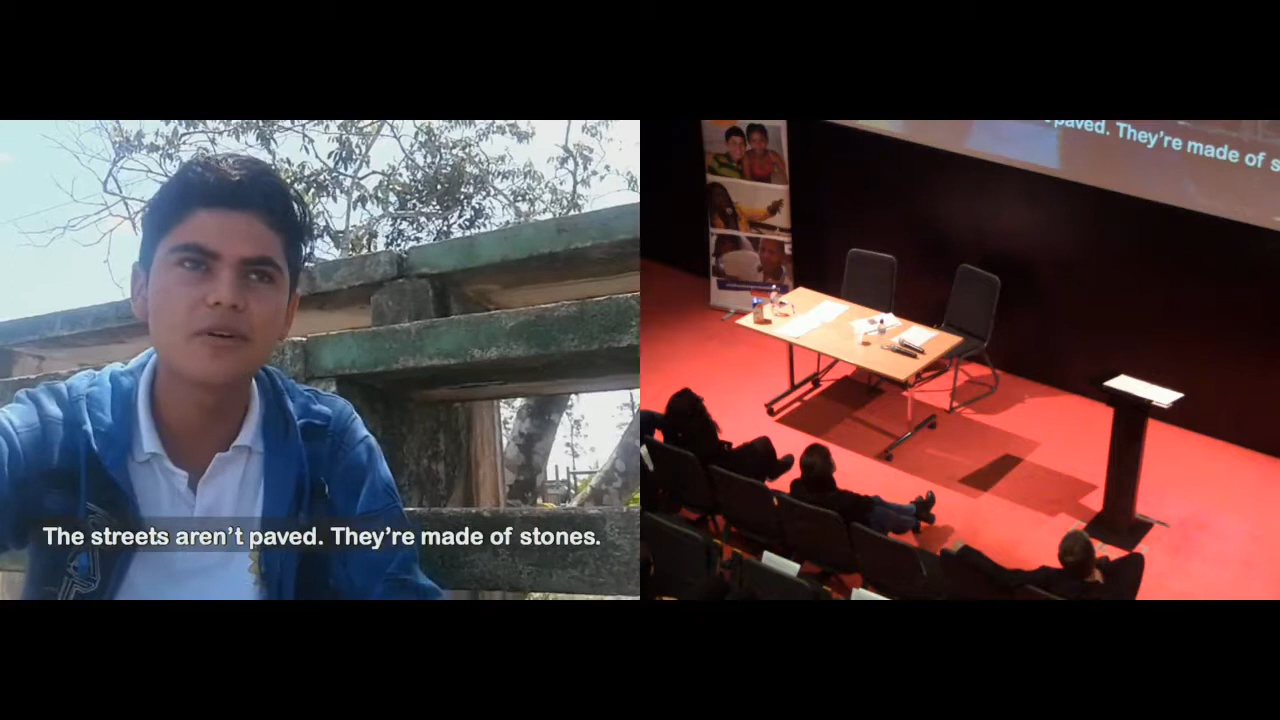 The streets aren't paved. They're made of stones.
paved. They're made of s